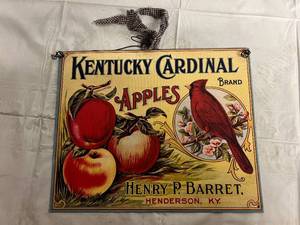 KENTUCKY CARDINAL
BRAND
APPLES
HENRY P. BARRET,
HENDERSON, KY.